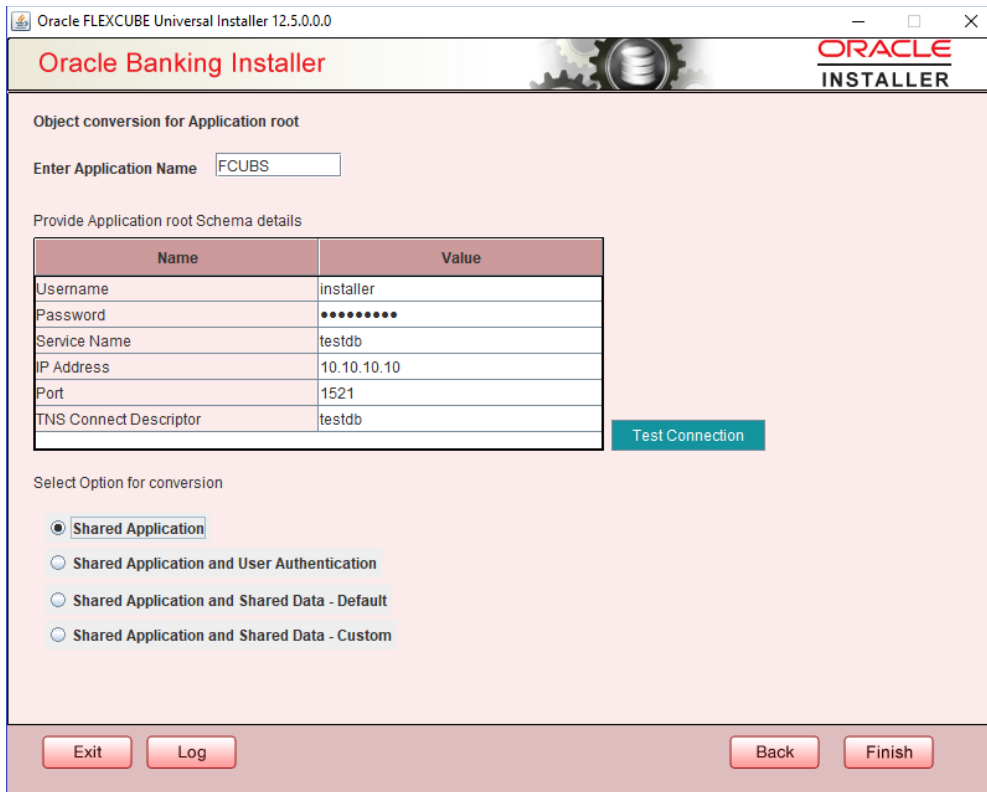 Oracle FLEXCUBE Universal Installer 12.5.0.0.0
Oracle Banking Installer
ORACLE
INSTALLER
Object conversion for Application root
Enter Application Name FCUBS
Provide Application root Schema details
Name Value
Username installer
Password •••••••••
Service Name testdb
IP Address 10.10.10.10
Port 1521
TNS Connect Descriptor testdb
Test Connection
Select Option for conversion
Shared Application
Shared Application and User Authentication
Shared Application and Shared Data - Default
Shared Application and Shared Data - Custom
Exit Log Back Finish